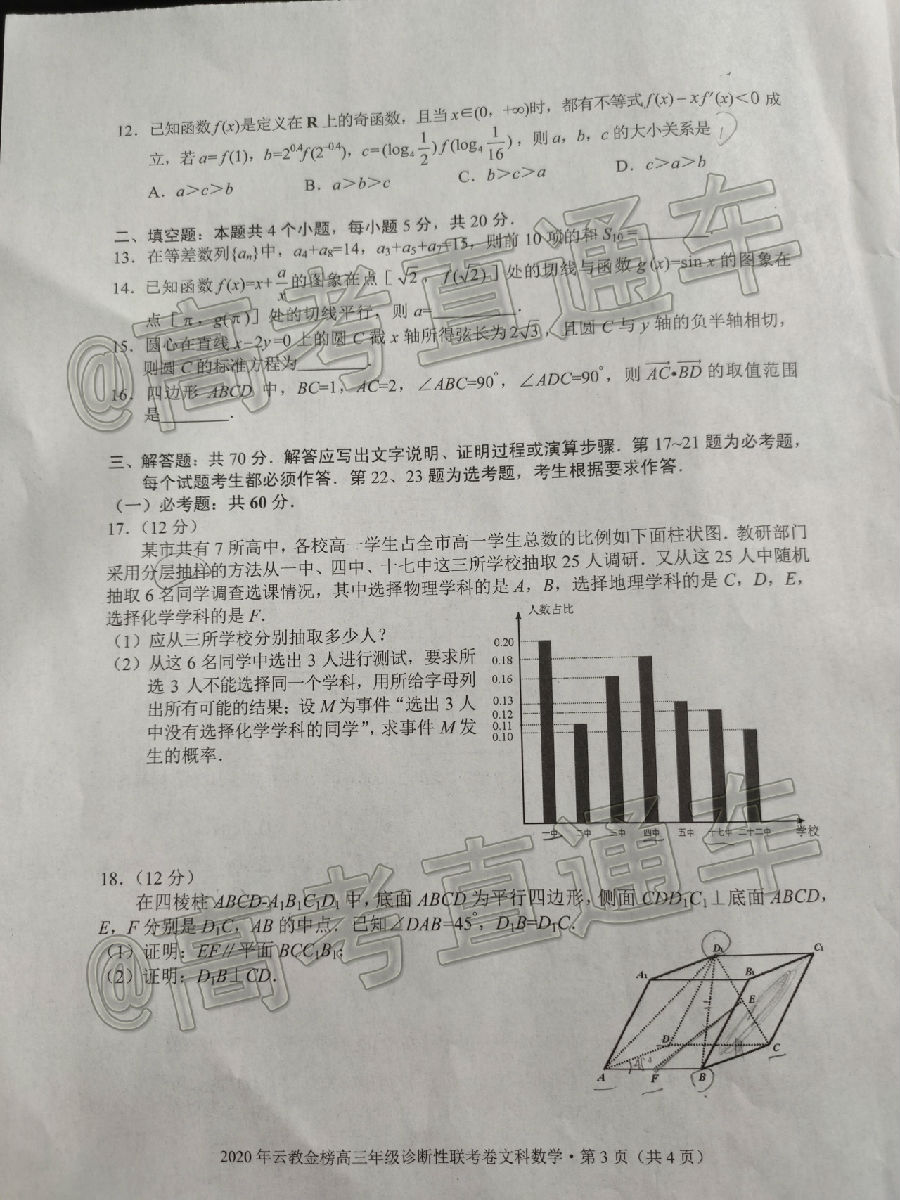 12. 已知函数f(x)是定义在R上的奇函数，且当x∈(0，+∞)时，都有不等式f(x)−xf′(x)<0成
立，若a=f(1)，b=2^{0.4}f(2^{-0.4})，c=(log₄ 1/2)f(log₄ 1/16)，则a，b，c的大小关系是
A. a>c>b B. a>b>c C. b>c>a D. c>a>b
二、填空题：本题共4个小题，每小题5分，共20分．
13. 在等差数列{aₙ}中，a₄+a₈=14，a₃+a₅+a₇=15，则前10项的和S₁₀=
14. 已知函数f(x)=x+a/x的图象在点［√2，f(√2)］处的切线与函数g(x)=sin x的图象在
点［π，g(π)］处的切线平行，则a=
15. 圆心在直线x−2y=0上的圆C截x轴所得弦长为2√3，且圆C与y轴的负半轴相切，
则圆C的标准方程为
16. 四边形ABCD中，BC=1，AC=2，∠ABC=90°，∠ADC=90°，则AC•BD的取值范围
是
三、解答题：共70分．解答应写出文字说明、证明过程或演算步骤．第17~21题为必考题，
每个试题考生都必须作答．第22、23题为选考题，考生根据要求作答．
（一）必考题：共60分．
17.（12分）
某市共有7所高中，各校高一学生占全市高一学生总数的比例如下面柱状图．教研部门
采用分层抽样的方法从一中、四中、十七中这三所学校抽取25人调研．又从这25人中随机
抽取6名同学调查选课情况，其中选择物理学科的是A，B，选择地理学科的是C，D，E，
选择化学学科的是F．
（1）应从三所学校分别抽取多少人？
（2）从这6名同学中选出3人进行测试，要求所
选3人不能选择同一个学科，用所给字母列
出所有可能的结果；设M为事件“选出3人
中没有选择化学学科的同学”，求事件M发
生的概率．
人数占比
0.20
0.18
0.16
0.13
0.12
0.11
0.10
一中 二中 三中 四中 五中 十七中 二十二中 学校
18.（12分）
在四棱柱ABCD-A₁B₁C₁D₁中，底面ABCD为平行四边形，侧面CDD₁C₁⊥底面ABCD，
E，F分别是D₁C，AB的中点．已知∠DAB=45°，D₁B=D₁C．
（1）证明：EF∥平面BCC₁B₁；
（2）证明：D₁B⊥CD．
D₁ C₁
A₁ B₁
E
D C
A F B
2020年云教金榜高三年级诊断性联考卷文科数学·第3页（共4页）
@高考直通车
@高考直通车
@高考直通车